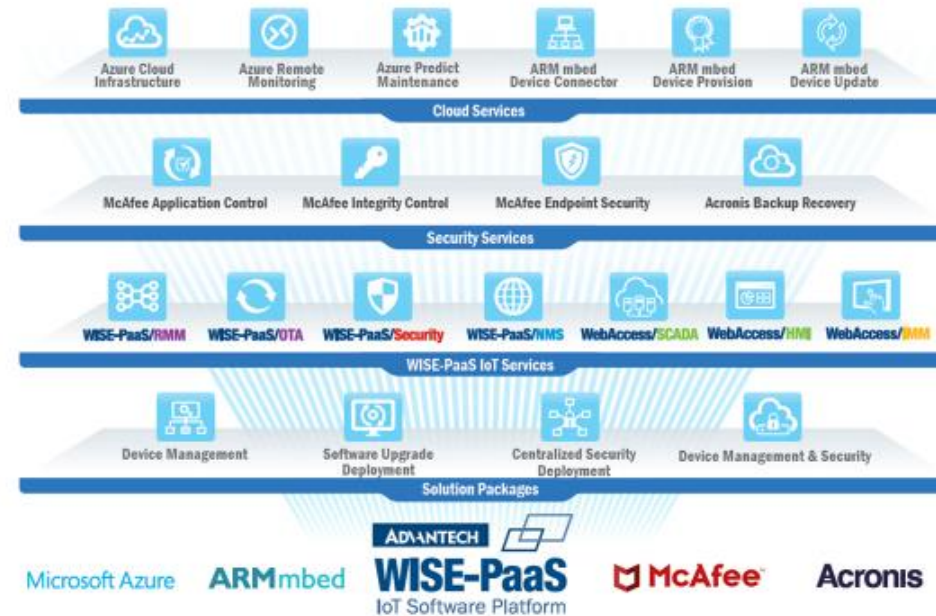 Azure Cloud
Infrastructure
Azure Remote
Monitoring
Azure Predict
Maintenance
ARM mbed
Device Connector
ARM mbed
Device Provision
ARM mbed
Device Update
Cloud Services
McAfee Application Control
McAfee Integrity Control
McAfee Endpoint Security
Acronis Backup Recovery
Security Services
WISE-PaaS/RMM
WISE-PaaS/OTA
WISE-PaaS/Security
WISE-PaaS/NMS
WebAccess/SCADA
WebAccess/HMI
WebAccess/IMM
WISE-PaaS IoT Services
Device Management
Software Upgrade
Deployment
Centralized Security
Deployment
Device Management & Security
Solution Packages
Microsoft Azure
ARMmbed
ADVANTECH
WISE-PaaS
IoT Software Platform
McAfee
Acronis